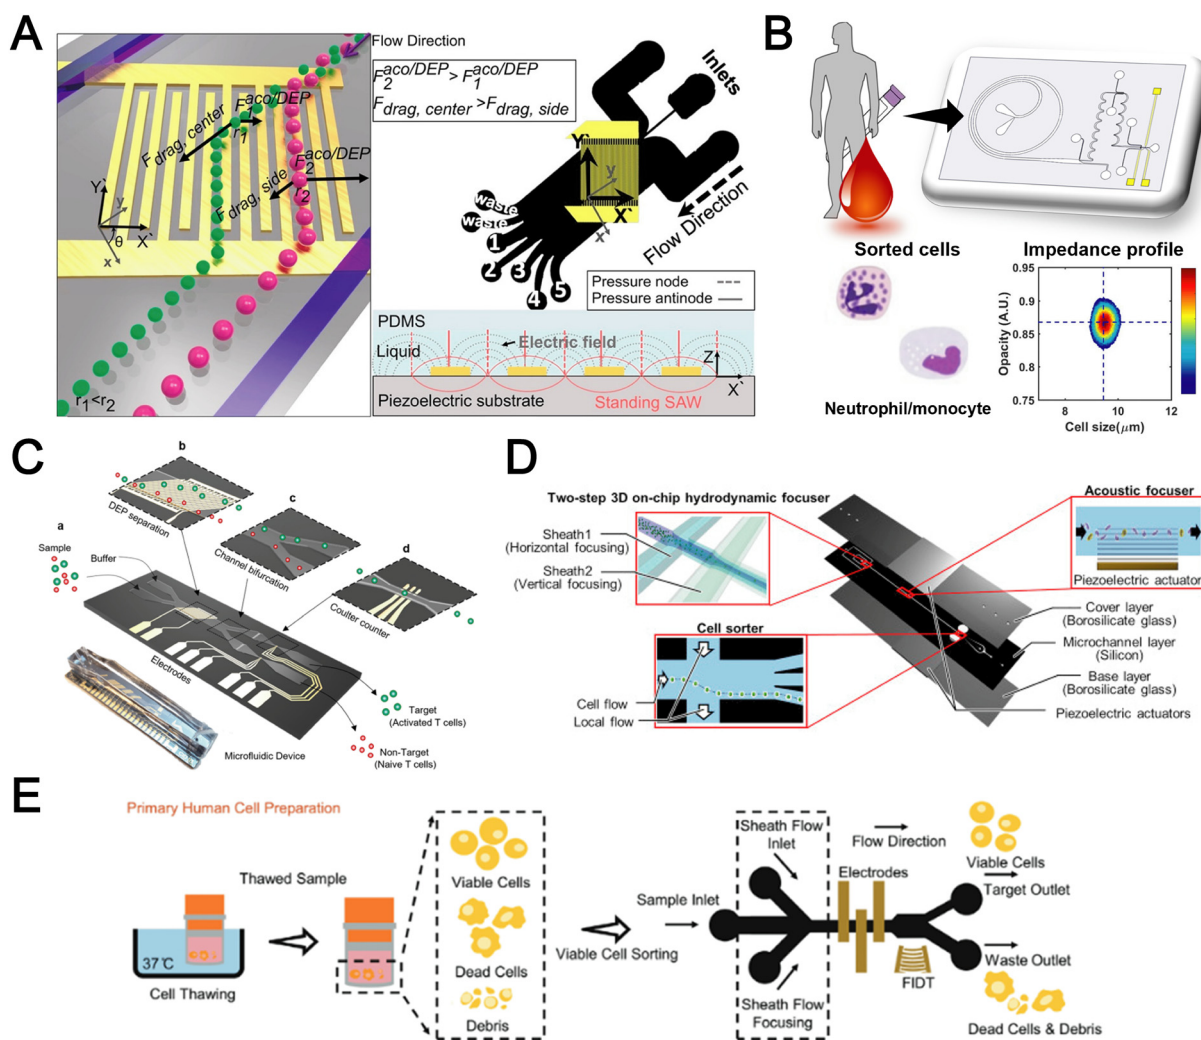 A
Flow Direction
F2^aco/DEP > F1^aco/DEP
Fdrag, center >Fdrag, side
F1^aco/DEP
r1
Fdrag, center
F2^aco/DEP
r2
Fdrag, side
Y`
y
X`
θ
x
r1<r2
Inlets
Y`
y
X`
x
Flow Direction
waste
waste
1
2
3
4
5
Pressure node
Pressure antinode
PDMS
Liquid
Electric field
Z
X`
Piezoelectric substrate
Standing SAW
B
Sorted cells
Neutrophil/monocyte
Impedance profile
Opacity (A.U.)
0.95
0.9
0.85
0.8
0.75
8
10
12
Cell size(μm)
C
a
Sample
Buffer
b
DEP separation
c
Channel bifurcation
d
Coulter counter
Electrodes
Target
(Activated T cells)
Non-Target
(Naive T cells)
Microfluidic Device
D
Two-step 3D on-chip hydrodynamic focuser
Sheath1
(Horizontal focusing)
Sheath2
(Vertical focusing)
Acoustic focuser
Piezoelectric actuator
Cover layer
(Borosilicate glass)
Microchannel layer
(Silicon)
Base layer
(Borosilicate glass)
Piezoelectric actuators
Cell sorter
Cell flow
Local flow
E
Primary Human Cell Preparation
37℃
Cell Thawing
Thawed Sample
Viable Cells
Dead Cells
Debris
Viable Cell Sorting
Sample Inlet
Sheath Flow
Inlet
Sheath Flow
Focusing
Flow Direction
Electrodes
FIDT
Viable Cells
Target Outlet
Waste Outlet
Dead Cells & Debris